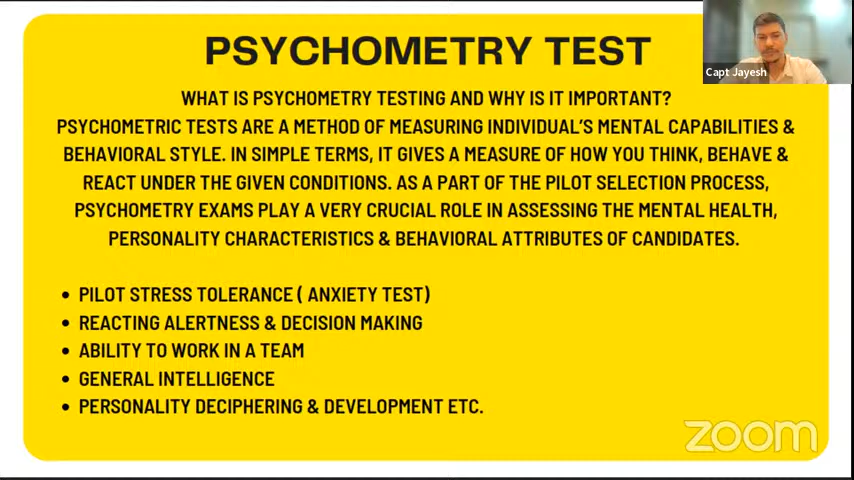 PSYCHOMETRY TEST
Capt Jayesh
WHAT IS PSYCHOMETRY TESTING AND WHY IS IT IMPORTANT?
PSYCHOMETRIC TESTS ARE A METHOD OF MEASURING INDIVIDUAL'S MENTAL CAPABILITIES &
BEHAVIORAL STYLE. IN SIMPLE TERMS, IT GIVES A MEASURE OF HOW YOU THINK, BEHAVE &
REACT UNDER THE GIVEN CONDITIONS. AS A PART OF THE PILOT SELECTION PROCESS,
PSYCHOMETRY EXAMS PLAY A VERY CRUCIAL ROLE IN ASSESSING THE MENTAL HEALTH,
PERSONALITY CHARACTERISTICS & BEHAVIORAL ATTRIBUTES OF CANDIDATES.
• PILOT STRESS TOLERANCE ( ANXIETY TEST)
• REACTING ALERTNESS & DECISION MAKING
• ABILITY TO WORK IN A TEAM
• GENERAL INTELLIGENCE
• PERSONALITY DECIPHERING & DEVELOPMENT ETC.
zoom